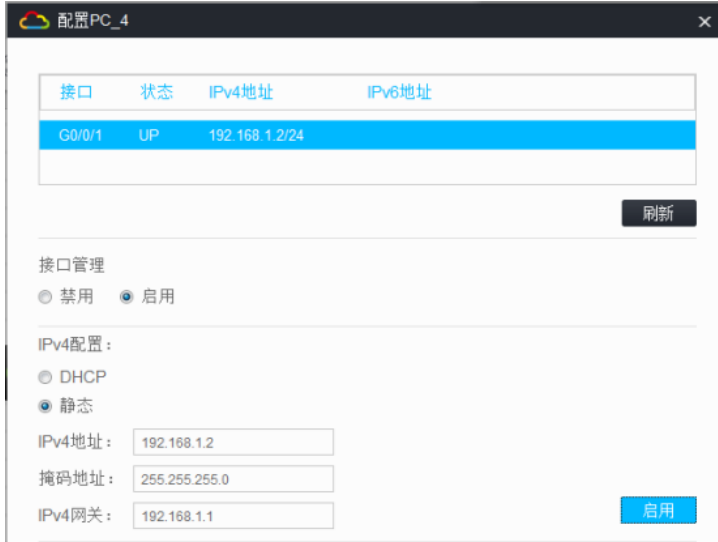 配置PC_4
接口 状态 IPv4地址 IPv6地址
G0/0/1 UP 192.168.1.2/24
刷新
接口管理
禁用 启用
IPv4配置：
DHCP
静态
IPv4地址： 192.168.1.2
掩码地址： 255.255.255.0
IPv4网关： 192.168.1.1
启用